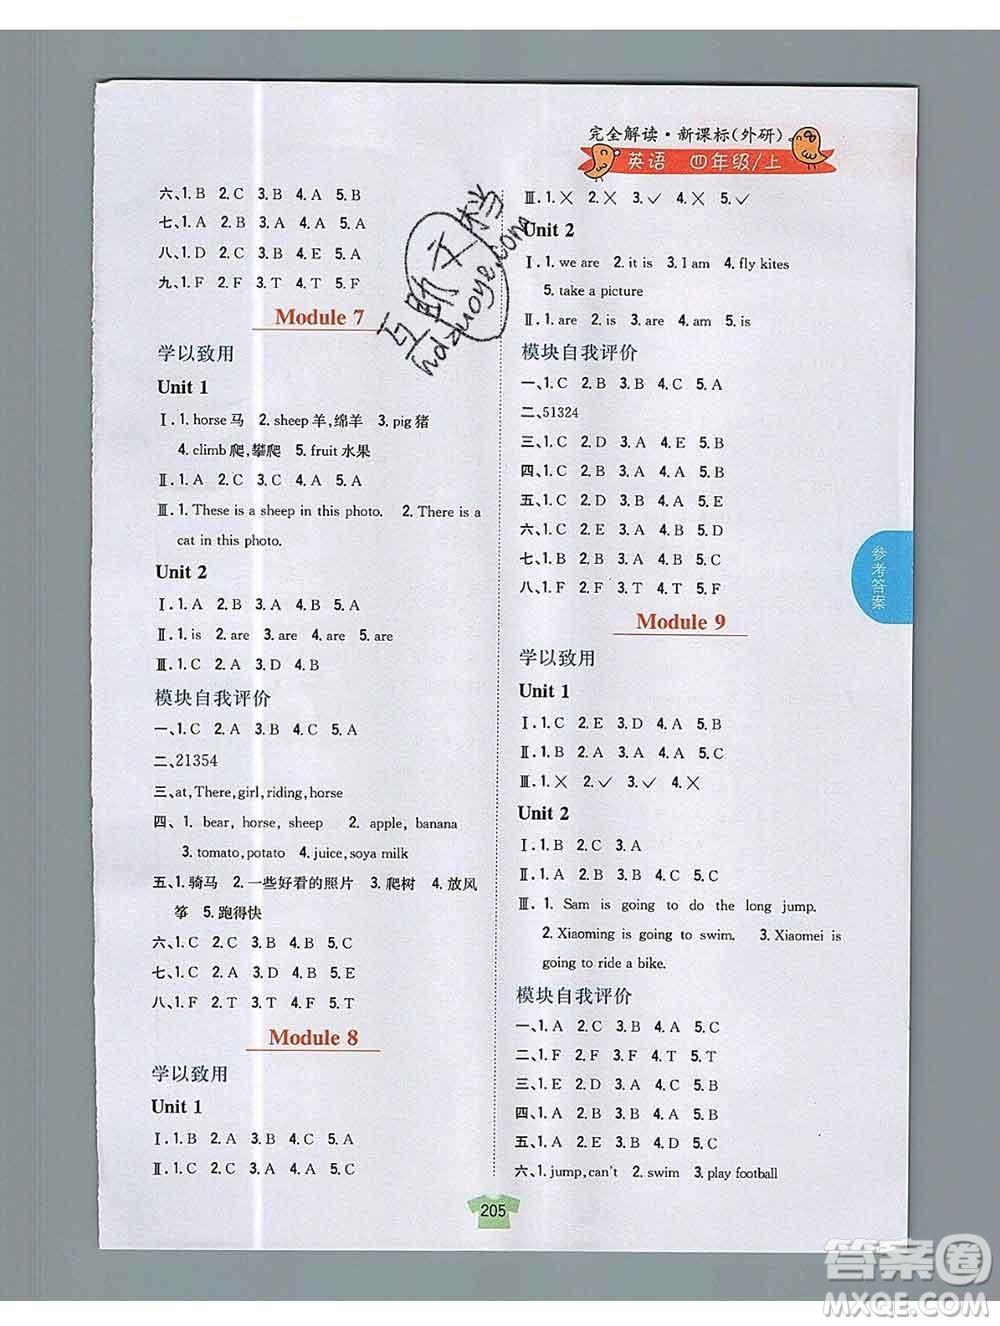 完全解读·新课标(外研)
英语 四年级/上
六、1.B 2.C 3.B 4.A 5.B
七、1.A 2.B 3.B 4.A 5.A
八、1.D 2.B 3.C 4.C 5.A
九、1.F 2.F 3.T 4.T 5.F
Module 7
学以致用
Unit 1
Ⅰ.1. horse 马 2. sheep 羊,绵羊 3. pig 猪
4. climb 爬,攀爬 5. fruit 水果
Ⅱ.1. A 2. C 3. C 4. A 5. A
Ⅲ.1. These is a sheep in this photo. 2. There is a
cat in this photo.
Unit 2
Ⅰ.1. C 2. A 3. B 4. B 5. A
Ⅱ.1. is 2. are 3. are 4. are 5. are
Ⅲ.1. C 2. A 3. D 4. B
模块自我评价
一、1. C 2. B 3. C 4. C 5. A
二、21354
三、at,There,girl,riding,horse
四、1. bear, horse, sheep 2. apple, banana
3. tomato,potato 4. juice,soya milk
五、1. 骑马 2. 一些好看的照片 3. 爬树 4. 放风
筝 5. 跑得快
六、1. C 2. C 3. B 4. A 5. C
七、1. C 2. A 3. D 4. B 5. E
八、1. F 2. T 3. F 4. F 5. T
Module 8
学以致用
Unit 1
Ⅰ.1. B 2. A 3. B 4. C 5. A
Ⅱ.1. C 2. C 3. A 4. B 5. A
Ⅲ.1.× 2.× 3.✓ 4.× 5.✓
Unit 2
Ⅰ.1. we are 2. it is 3. I am 4. fly kites
5. take a picture
Ⅱ.1. are 2. is 3. are 4. am 5. is
模块自我评价
一、1. C 2. B 3. B 4. C 5. A
二、51324
三、1. C 2. D 3. A 4. E 5. B
四、1. C 2. B 3. A 4. B 5. C
五、1. C 2. B 3. D 4. A 5. E
六、1. C 2. E 3. A 4. B 5. D
七、1. B 2. C 3. B 4. A 5. B
八、1. F 2. F 3. T 4. T 5. F
Module 9
学以致用
Unit 1
Ⅰ.1. C 2. E 3. D 4. A 5. B
Ⅱ.1. B 2. A 3. A 4. A 5. B
Ⅲ.1.× 2.✓ 3.✓ 4.×
Unit 2
Ⅰ.1. B 2. C 3. A
Ⅱ.1. A 2. B 3. C 4. A 5. B
Ⅲ.1. Sam is going to do the long jump.
2. Xiaoming is going to swim. 3. Xiaomei is
going to ride a bike.
模块自我评价
一、1. A 2. C 3. B 4. A 5. C
二、1. F 2. F 3. F 4. T 5. T
三、1. E 2. D 3. B 4. A 5. C
四、1. A 2. B 3. B 4. C 5. B
五、1. A 2. E 3. B 4. D 5. C
六、1. jump,can't 2. swim 3. play football
参考答案
205
互助文档
hdzuoye.com
答案圈
MXQE.COM